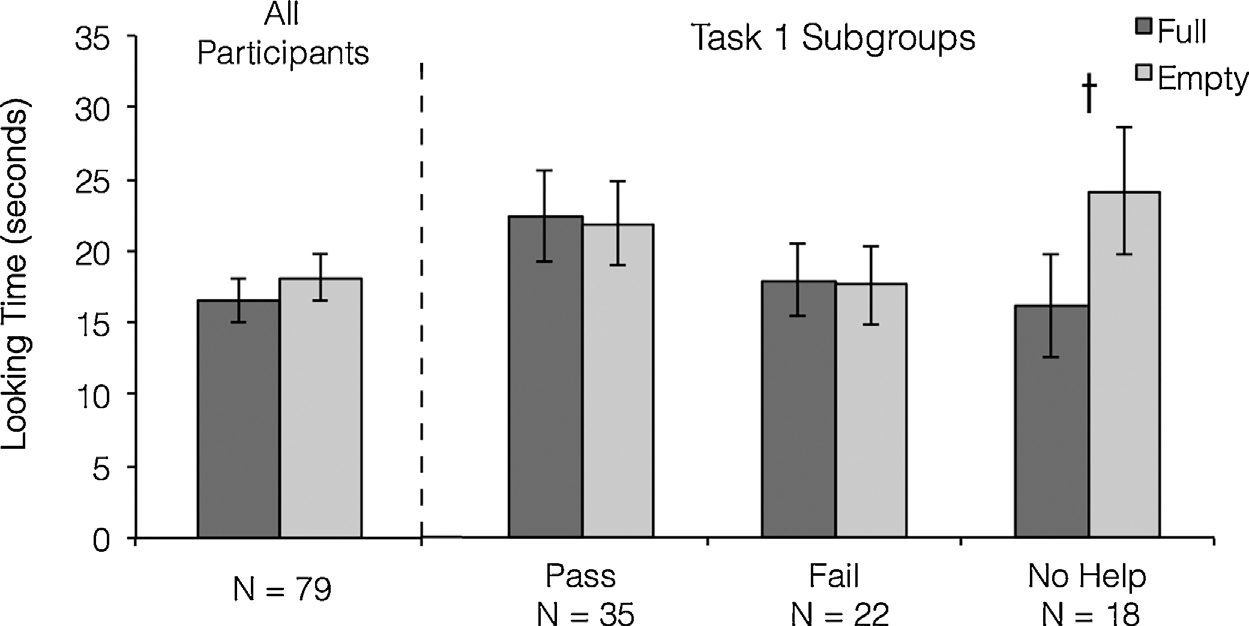 All
Participants
Task 1 Subgroups
Full
Empty
†
Looking Time (seconds)
35
30
25
20
15
10
5
0
N = 79
Pass
N = 35
Fail
N = 22
No Help
N = 18